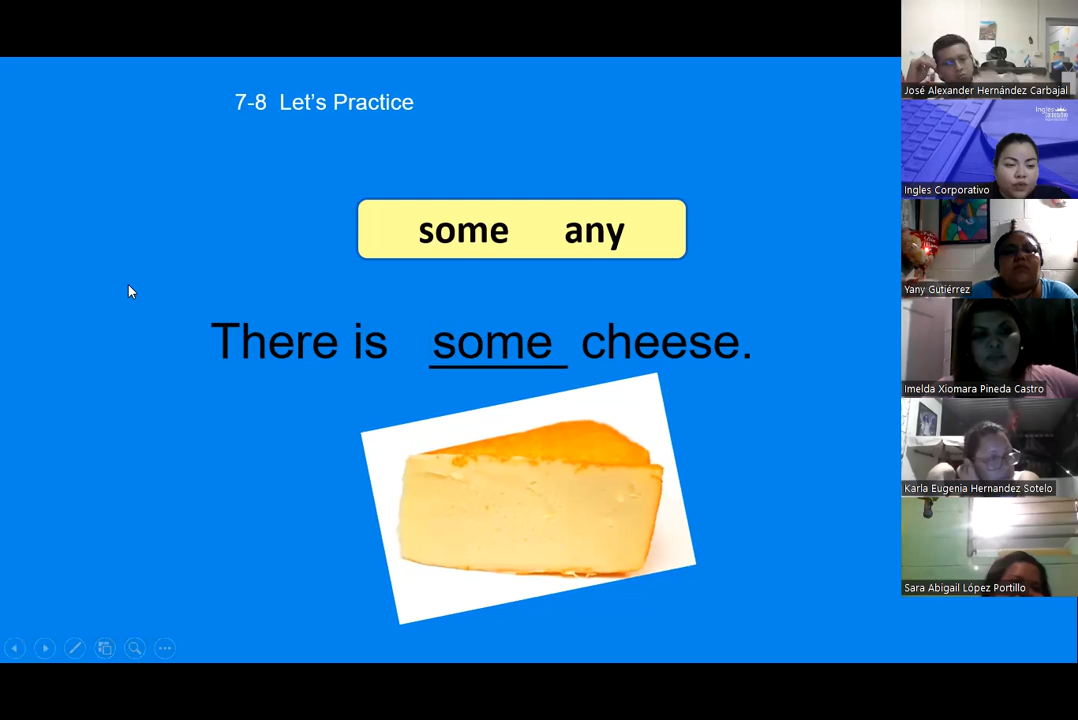 7-8 Let's Practice
some any
There is some cheese.
José Alexander Hernández Carbajal
Ingles
Ingles Corporativo
Yany Gutiérrez
Imelda Xiomara Pineda Castro
Karla Eugenia Hernandez Sotelo
Sara Abigail López Portillo